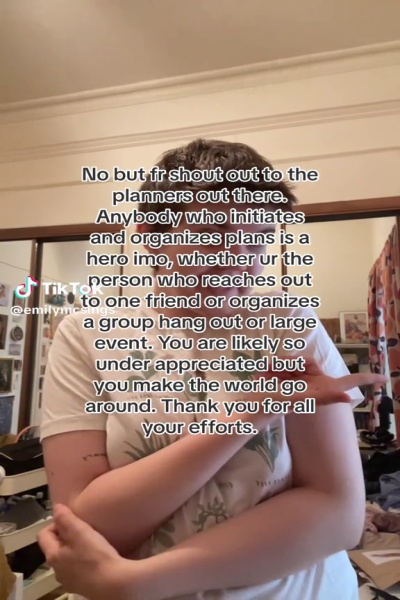 No but fr shout out to the
planners out there.
Anybody who initiates
and organizes plans is a
hero imo, whether ur the
person who reaches out
to one friend or organizes
a group hang out or large
event. You are likely so
under appreciated but
you make the world go
around. Thank you for all
your efforts.
TikTok
@emilymcsings